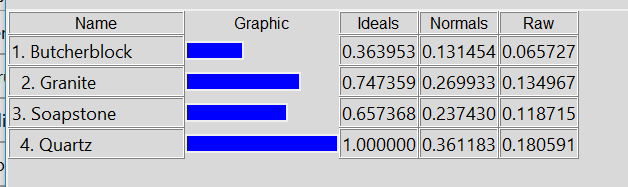 Name Graphic Ideals Normals Raw
1. Butcherblock 0.363953 0.131454 0.065727
2. Granite 0.747359 0.269933 0.134967
3. Soapstone 0.657368 0.237430 0.118715
4. Quartz 1.000000 0.361183 0.180591